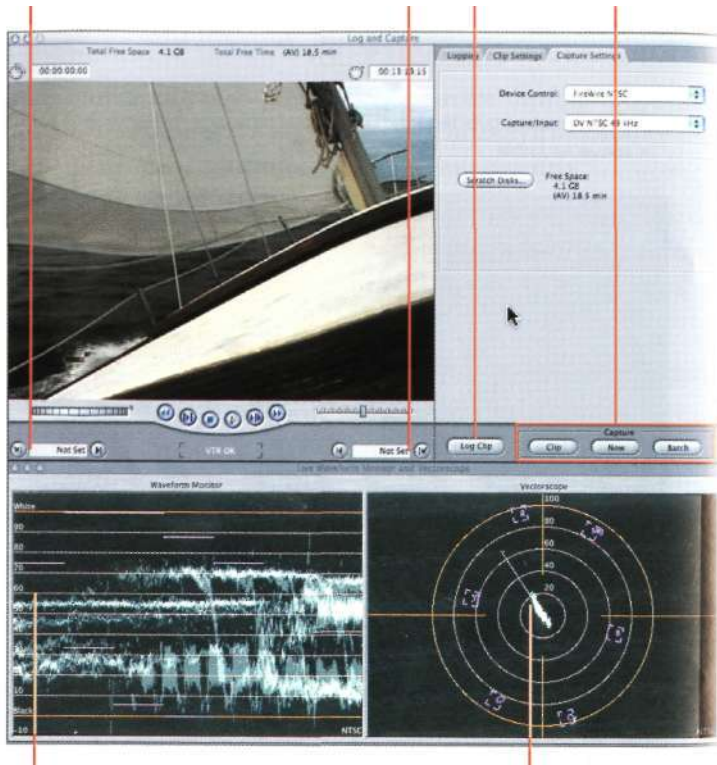 Log and Capture
Total Free Space 4.1 GB Total Free Time (AV) 18.5 min
00:00:00:00
Logging Clip Settings Capture Settings
Device Control: FireWire NTSC
Capture/Input: DV NTSC 48 kHz
Scratch Disks... Free Space:
4.1 GB
(AV) 18.5 min
Not Set
VTR OK
Not Set
Log Clip
Capture
Clip Now Batch
Live Waveform Monitor and Vectorscope
Waveform Monitor
White
90
80
70
60
50
10
Black
-10
NTSC
Vectorscope
100
80
60
40
20